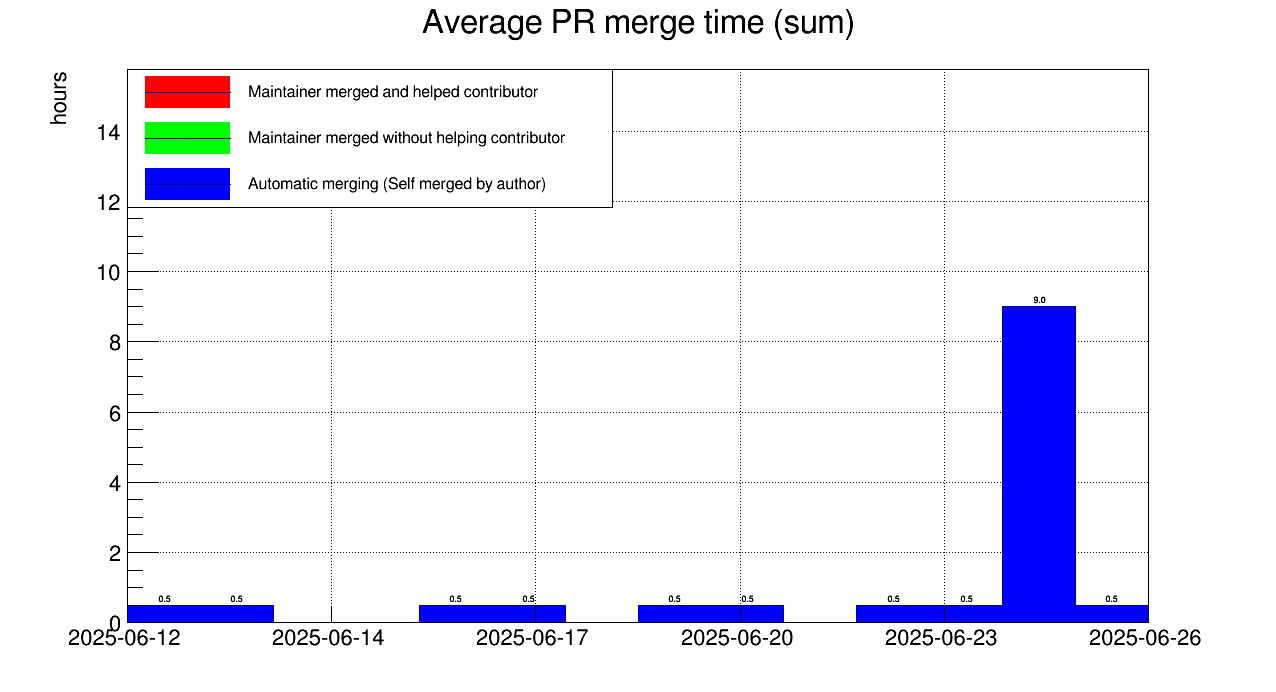 Average PR merge time (sum)
hours
Maintainer merged and helped contributor
Maintainer merged without helping contributor
Automatic merging (Self merged by author)
14
12
10
8
6
4
2
0
9.0
0.5 0.5 0.5 0.5 0.5 0.5 0.5 0.5 0.5
2025-06-12 2025-06-14 2025-06-17 2025-06-20 2025-06-23 2025-06-26